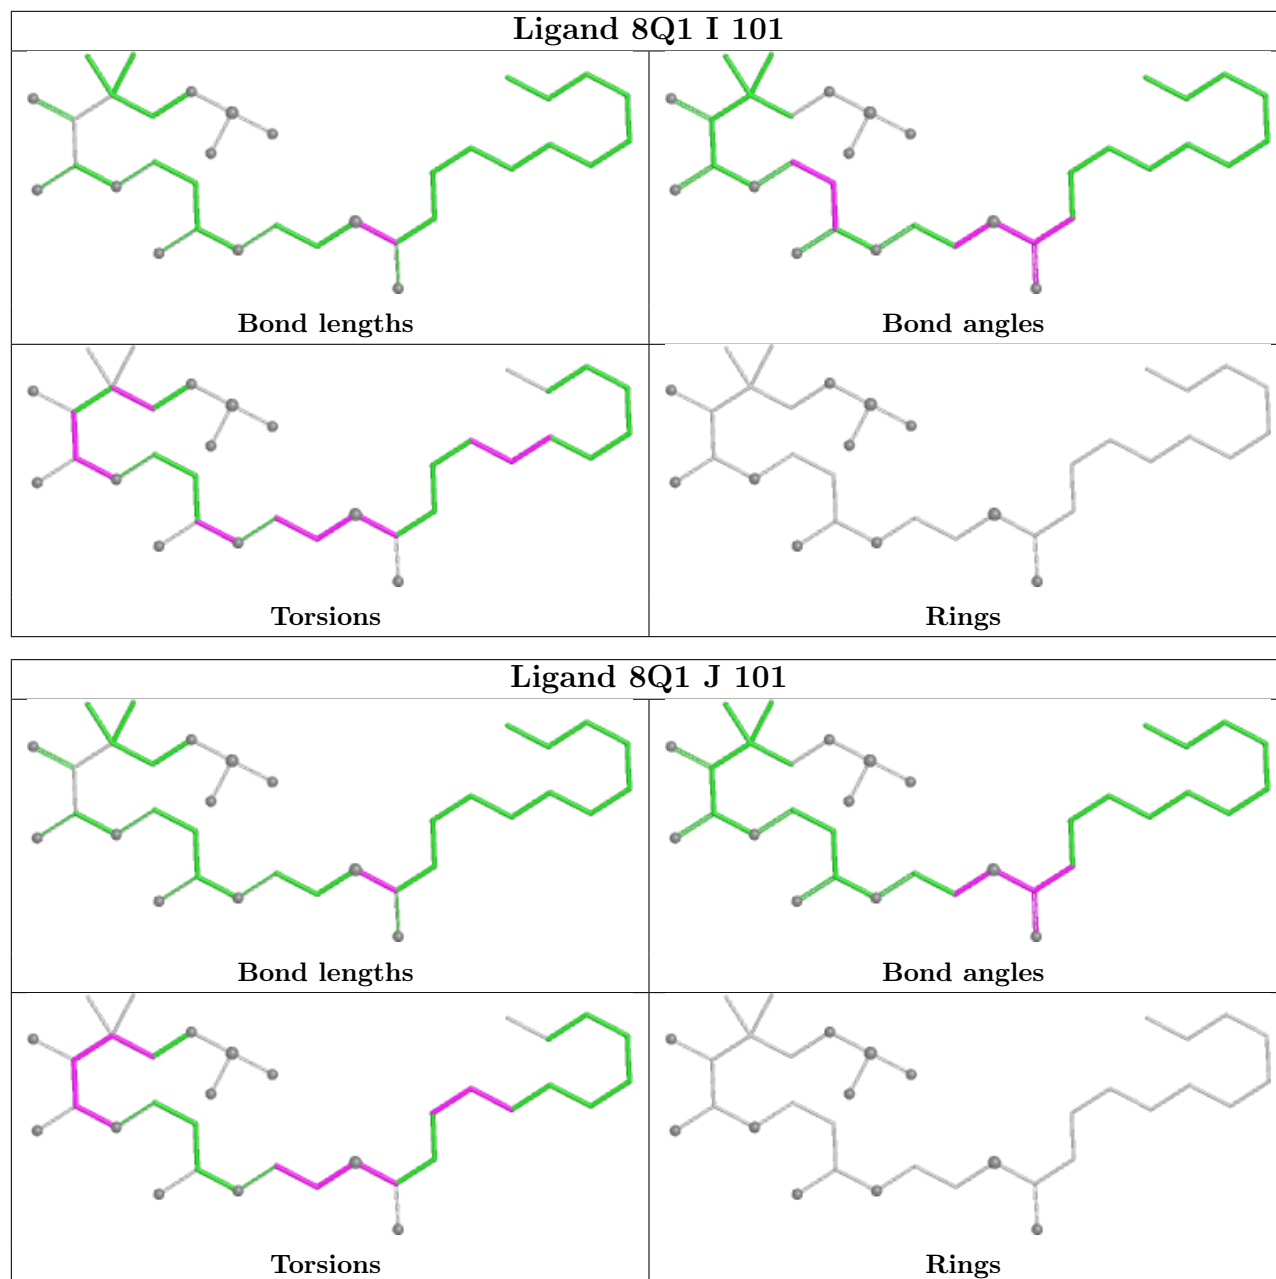 Ligand 8Q1 I 101
Bond lengths
Bond angles
Torsions
Rings
Ligand 8Q1 J 101
Bond lengths
Bond angles
Torsions
Rings